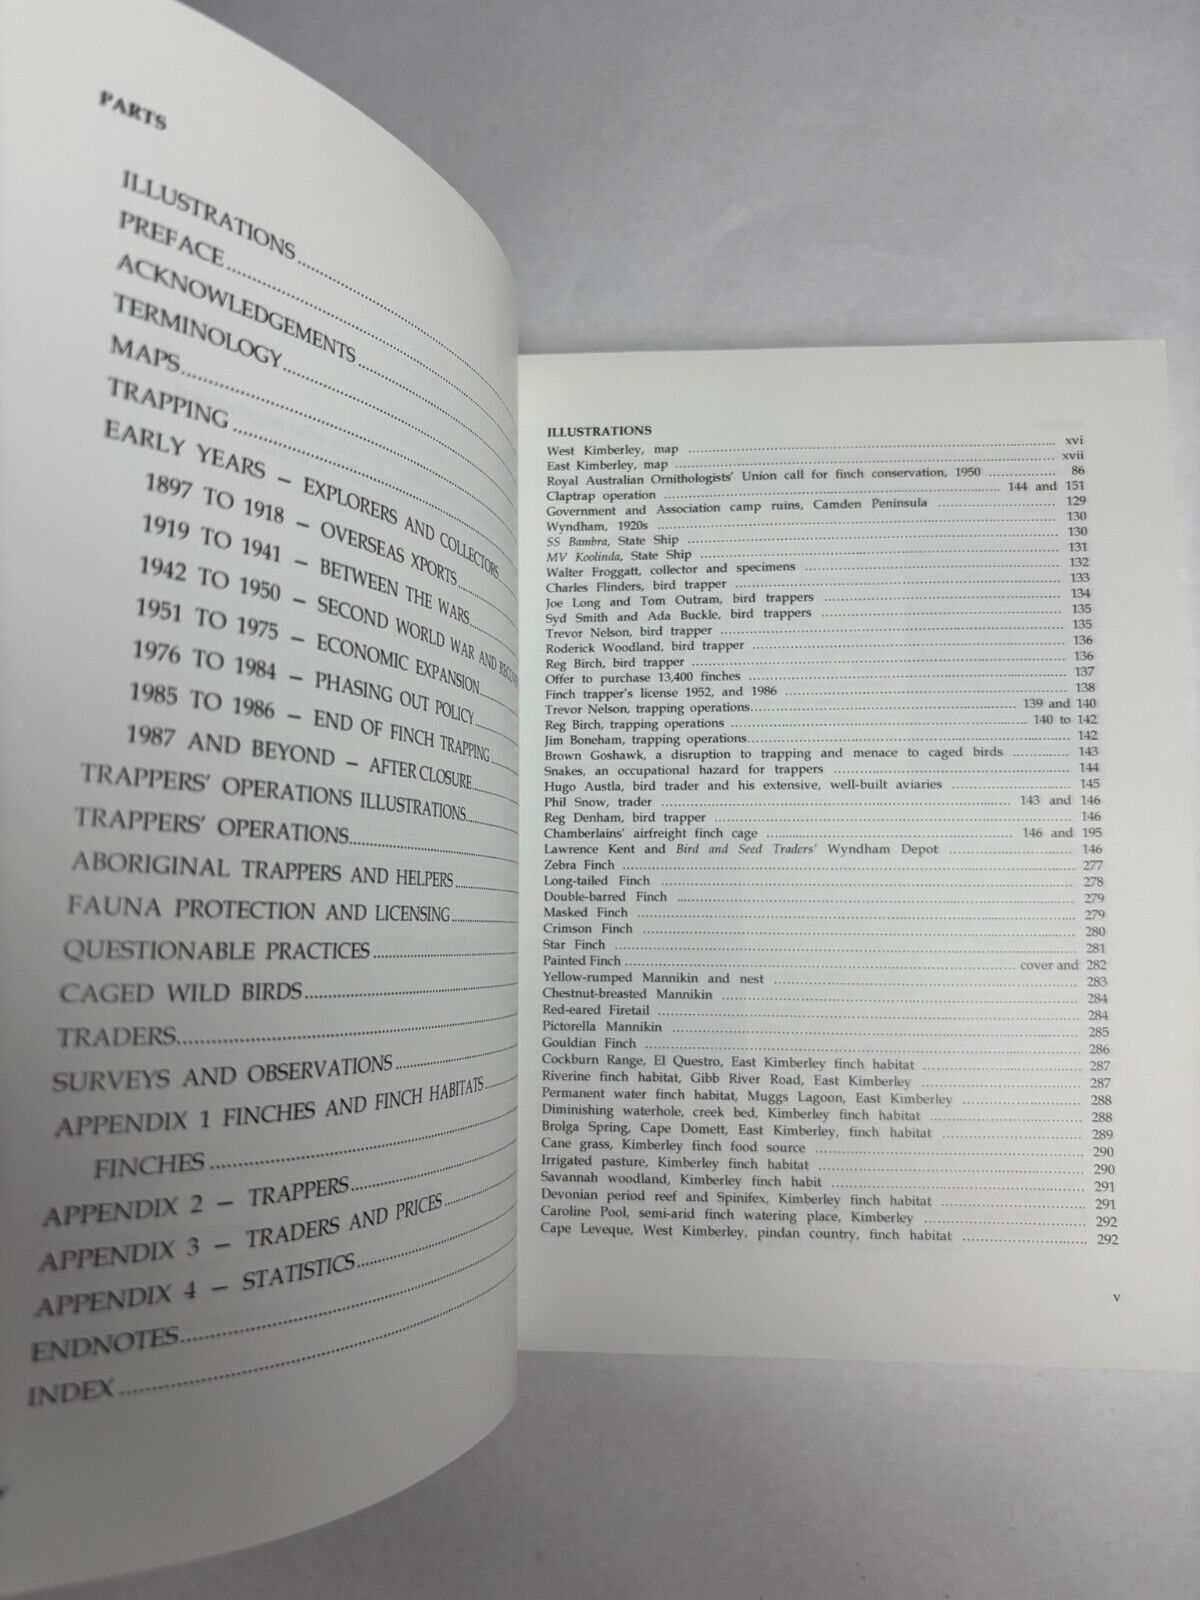 PARTS
ILLUSTRATIONS
PREFACE
ACKNOWLEDGEMENTS
TERMINOLOGY
MAPS
TRAPPING
EARLY YEARS – EXPLORERS AND COLLECTORS
1897 TO 1918 – OVERSEAS XPORTS
1919 TO 1941 – BETWEEN THE WARS
1942 TO 1950 – SECOND WORLD WAR AND
1951 TO 1975 – ECONOMIC EXPANSION
1976 TO 1984 – PHASING OUT POLICY
1985 TO 1986 – END OF FINCH TRAPPING
1987 AND BEYOND – AFTER CLOSURE
TRAPPERS' OPERATIONS ILLUSTRATIONS
TRAPPERS' OPERATIONS
ABORIGINAL TRAPPERS AND HELPERS
FAUNA PROTECTION AND LICENSING
QUESTIONABLE PRACTICES
CAGED WILD BIRDS
TRADERS
SURVEYS AND OBSERVATIONS
APPENDIX 1 FINCHES AND FINCH HABITATS
FINCHES
APPENDIX 2 – TRAPPERS
APPENDIX 3 – TRADERS AND PRICES
APPENDIX 4 – STATISTICS
ENDNOTES
INDEX
ILLUSTRATIONS
West Kimberley, map xvi
East Kimberley, map xvii
Royal Australian Ornithologists' Union call for finch conservation, 1950 86
Claptrap operation 144 and 151
Government and Association camp ruins, Camden Peninsula 129
Wyndham, 1920s 130
SS Bambra, State Ship 130
MV Koolinda, State Ship 131
Walter Froggatt, collector and specimens 132
Charles Flinders, bird trapper 133
Joe Long and Tom Outram, bird trappers 134
Syd Smith and Ada Buckle, bird trappers 135
Trevor Nelson, bird trapper 135
Roderick Woodland, bird trapper 136
Reg Birch, bird trapper 136
Offer to purchase 13,400 finches 137
Finch trapper's license 1952, and 1986 138
Trevor Nelson, trapping operations 139 and 140
Reg Birch, trapping operations 140 to 142
Jim Boneham, trapping operations 142
Brown Goshawk, a disruption to trapping and menace to caged birds 143
Snakes, an occupational hazard for trappers 144
Hugo Austla, bird trader and his extensive, well-built aviaries 145
Phil Snow, trader 143 and 146
Reg Denham, bird trapper 146
Chamberlains' airfreight finch cage 146 and 195
Lawrence Kent and Bird and Seed Traders' Wyndham Depot 146
Zebra Finch 277
Long-tailed Finch 278
Double-barred Finch 279
Masked Finch 279
Crimson Finch 280
Star Finch 281
Painted Finch cover and 282
Yellow-rumped Mannikin and nest 283
Chestnut-breasted Mannikin 284
Red-eared Firetail 284
Pictorella Mannikin 285
Gouldian Finch 286
Cockburn Range, El Questro, East Kimberley finch habitat 287
Riverine finch habitat, Gibb River Road, East Kimberley 287
Permanent water finch habitat, Muggs Lagoon, East Kimberley 288
Diminishing waterhole, creek bed, Kimberley finch habitat 288
Brolga Spring, Cape Domett, East Kimberley, finch habitat 289
Cane grass, Kimberley finch food source 290
Irrigated pasture, Kimberley finch habitat 290
Savannah woodland, Kimberley finch habit 291
Devonian period reef and Spinifex, Kimberley finch habitat 291
Caroline Pool, semi-arid finch watering place, Kimberley 292
Cape Leveque, West Kimberley, pindan country, finch habitat 292
v